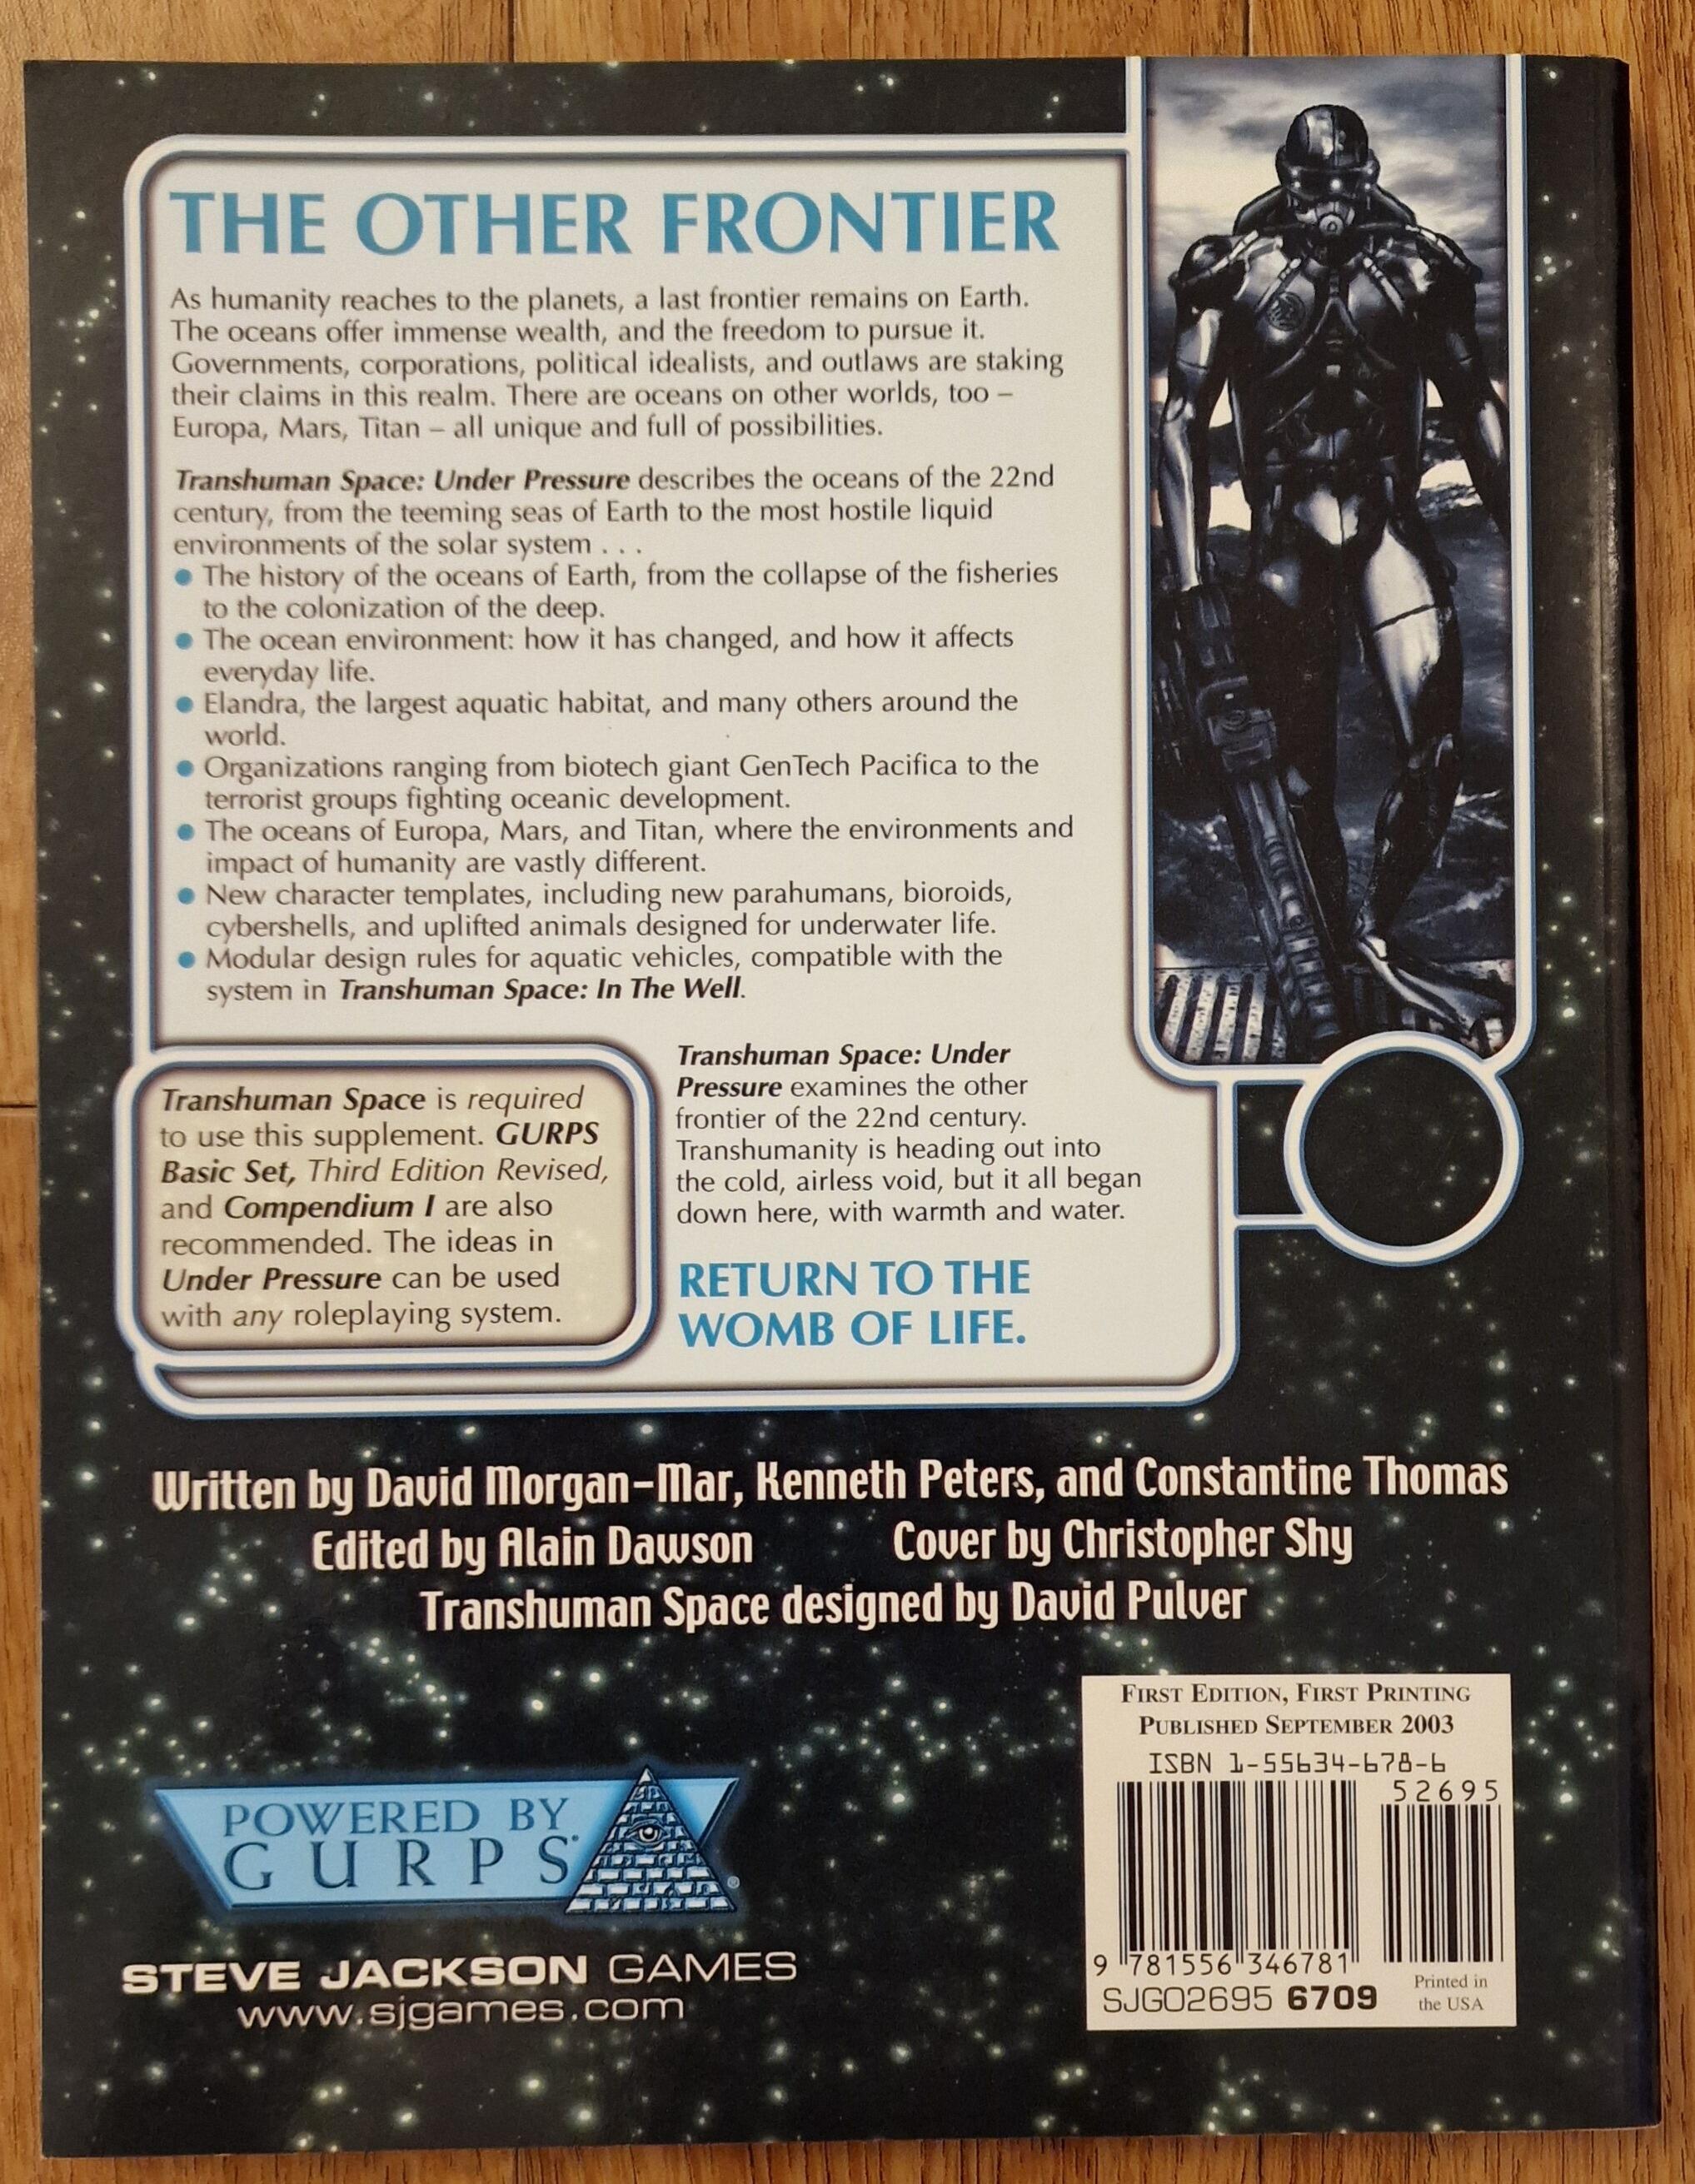 THE OTHER FRONTIER
As humanity reaches to the planets, a last frontier remains on Earth.
The oceans offer immense wealth, and the freedom to pursue it.
Governments, corporations, political idealists, and outlaws are staking
their claims in this realm. There are oceans on other worlds, too –
Europa, Mars, Titan – all unique and full of possibilities.
Transhuman Space: Under Pressure describes the oceans of the 22nd
century, from the teeming seas of Earth to the most hostile liquid
environments of the solar system . . .
● The history of the oceans of Earth, from the collapse of the fisheries
to the colonization of the deep.
● The ocean environment: how it has changed, and how it affects
everyday life.
● Elandra, the largest aquatic habitat, and many others around the
world.
● Organizations ranging from biotech giant GenTech Pacifica to the
terrorist groups fighting oceanic development.
● The oceans of Europa, Mars, and Titan, where the environments and
impact of humanity are vastly different.
● New character templates, including new parahumans, bioroids,
cybershells, and uplifted animals designed for underwater life.
● Modular design rules for aquatic vehicles, compatible with the
system in Transhuman Space: In The Well.
Transhuman Space is required
to use this supplement. GURPS
Basic Set, Third Edition Revised,
and Compendium I are also
recommended. The ideas in
Under Pressure can be used
with any roleplaying system.
Transhuman Space: Under
Pressure examines the other
frontier of the 22nd century.
Transhumanity is heading out into
the cold, airless void, but it all began
down here, with warmth and water.
RETURN TO THE
WOMB OF LIFE.
Written by David Morgan-Mar, Kenneth Peters, and Constantine Thomas
Edited by Alain Dawson Cover by Christopher Shy
Transhuman Space designed by David Pulver
POWERED BY
GURPS®
®
STEVE JACKSON GAMES
www.sjgames.com
FIRST EDITION, FIRST PRINTING
PUBLISHED SEPTEMBER 2003
ISBN 1-55634-678-6
52695
9 781556 346781
SJG02695 6709
Printed in
the USA